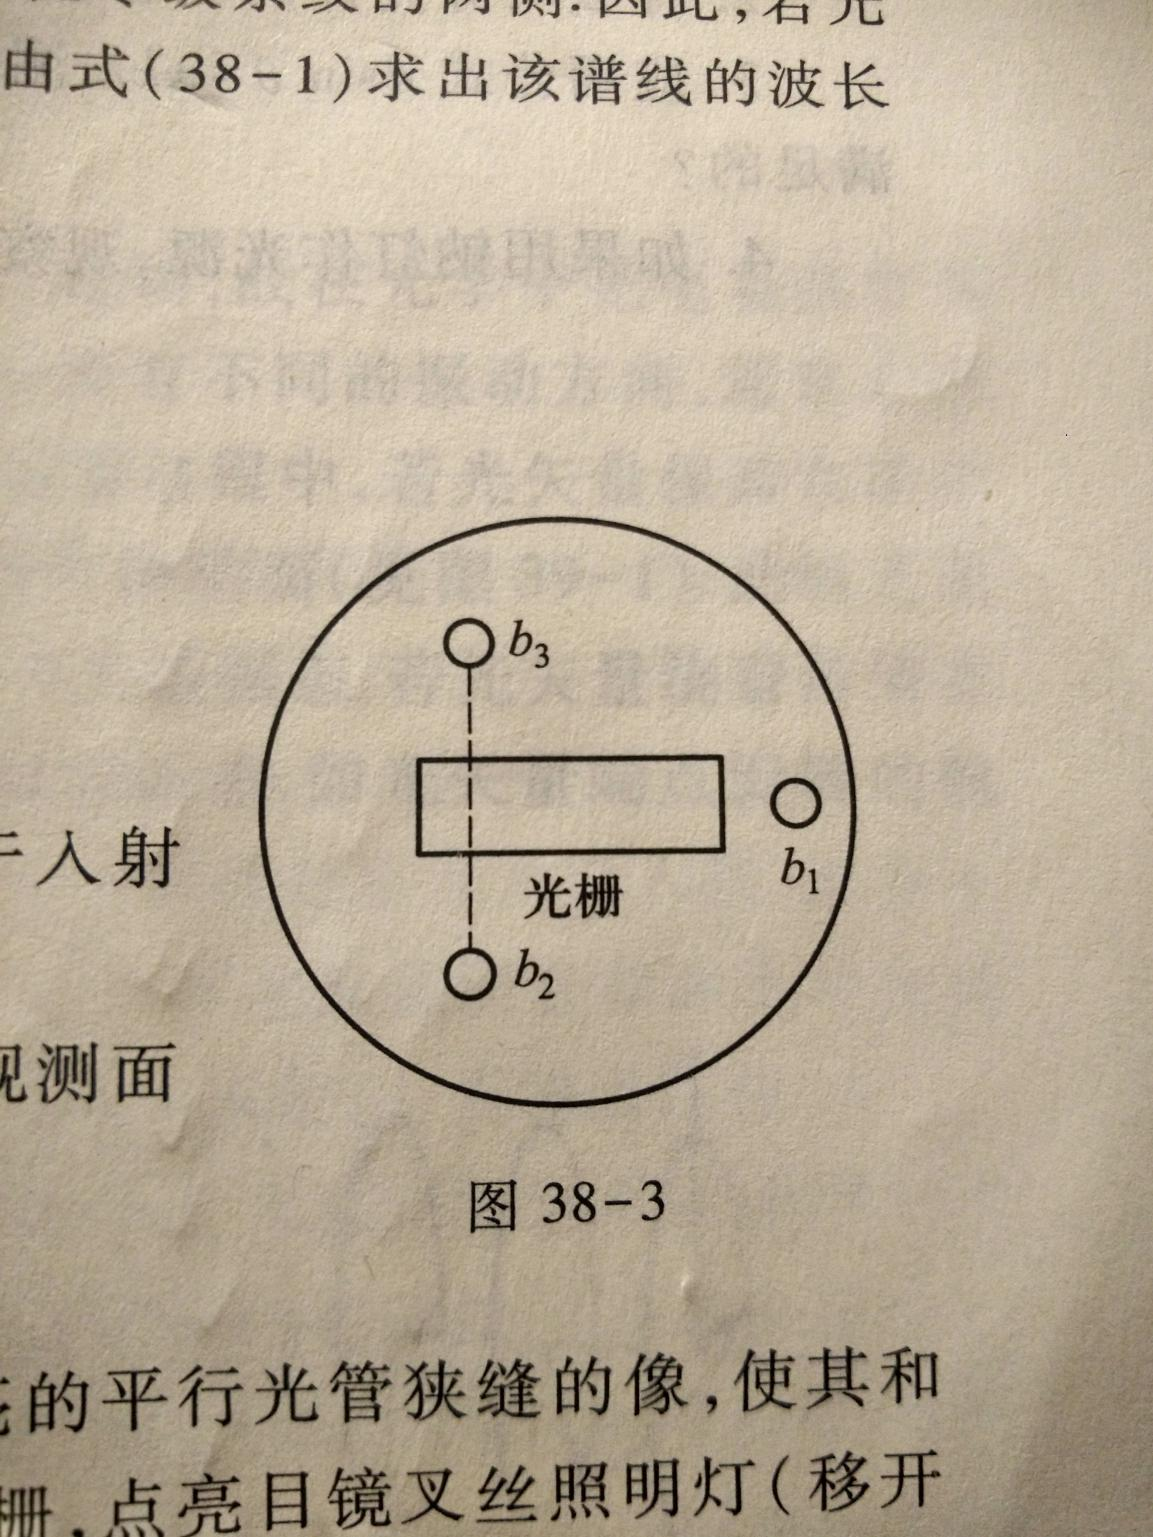 由式(38-1)求出该谱线的波长
b3
b1
光栅
b2
入射
测面
图 38-3
的平行光管狭缝的像,使其和
栅,点亮目镜叉丝照明灯(移开